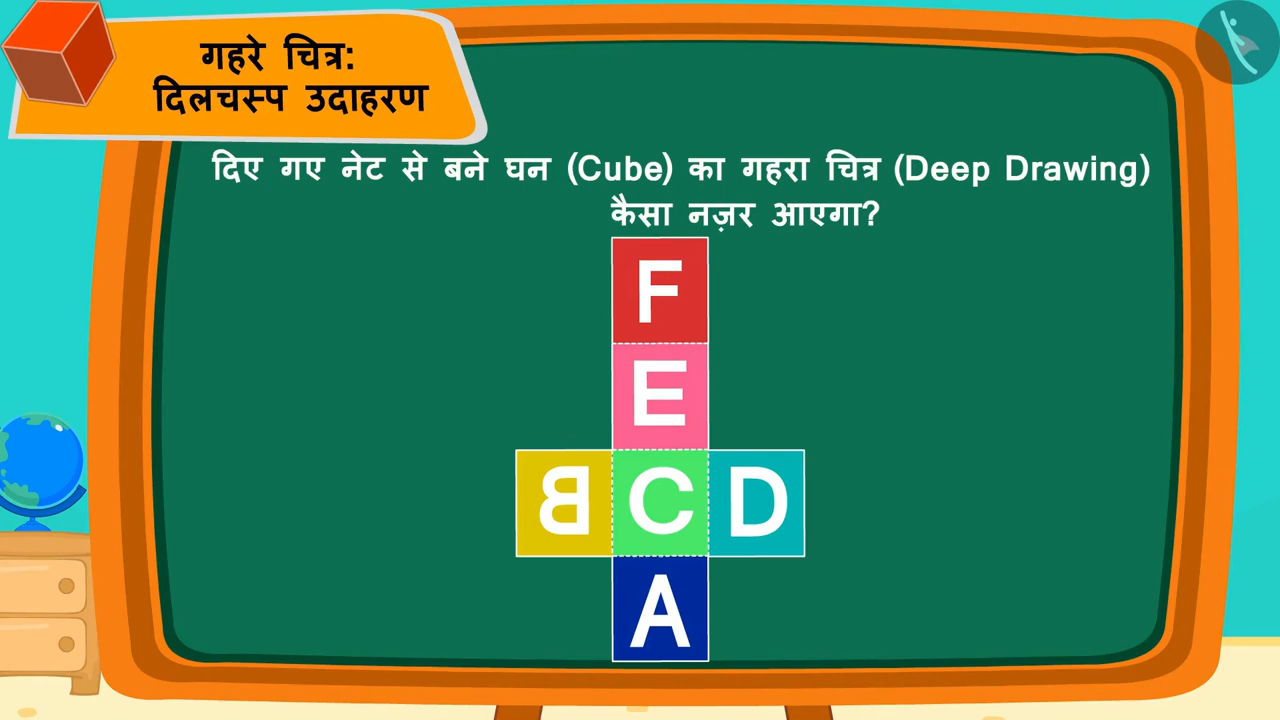 गहरे चित्र:
दिलचस्प उदाहरण
दिए गए नेट से बने घन (Cube) का गहरा चित्र (Deep Drawing)
कैसा नज़र आएगा?
F
E
B C D
A